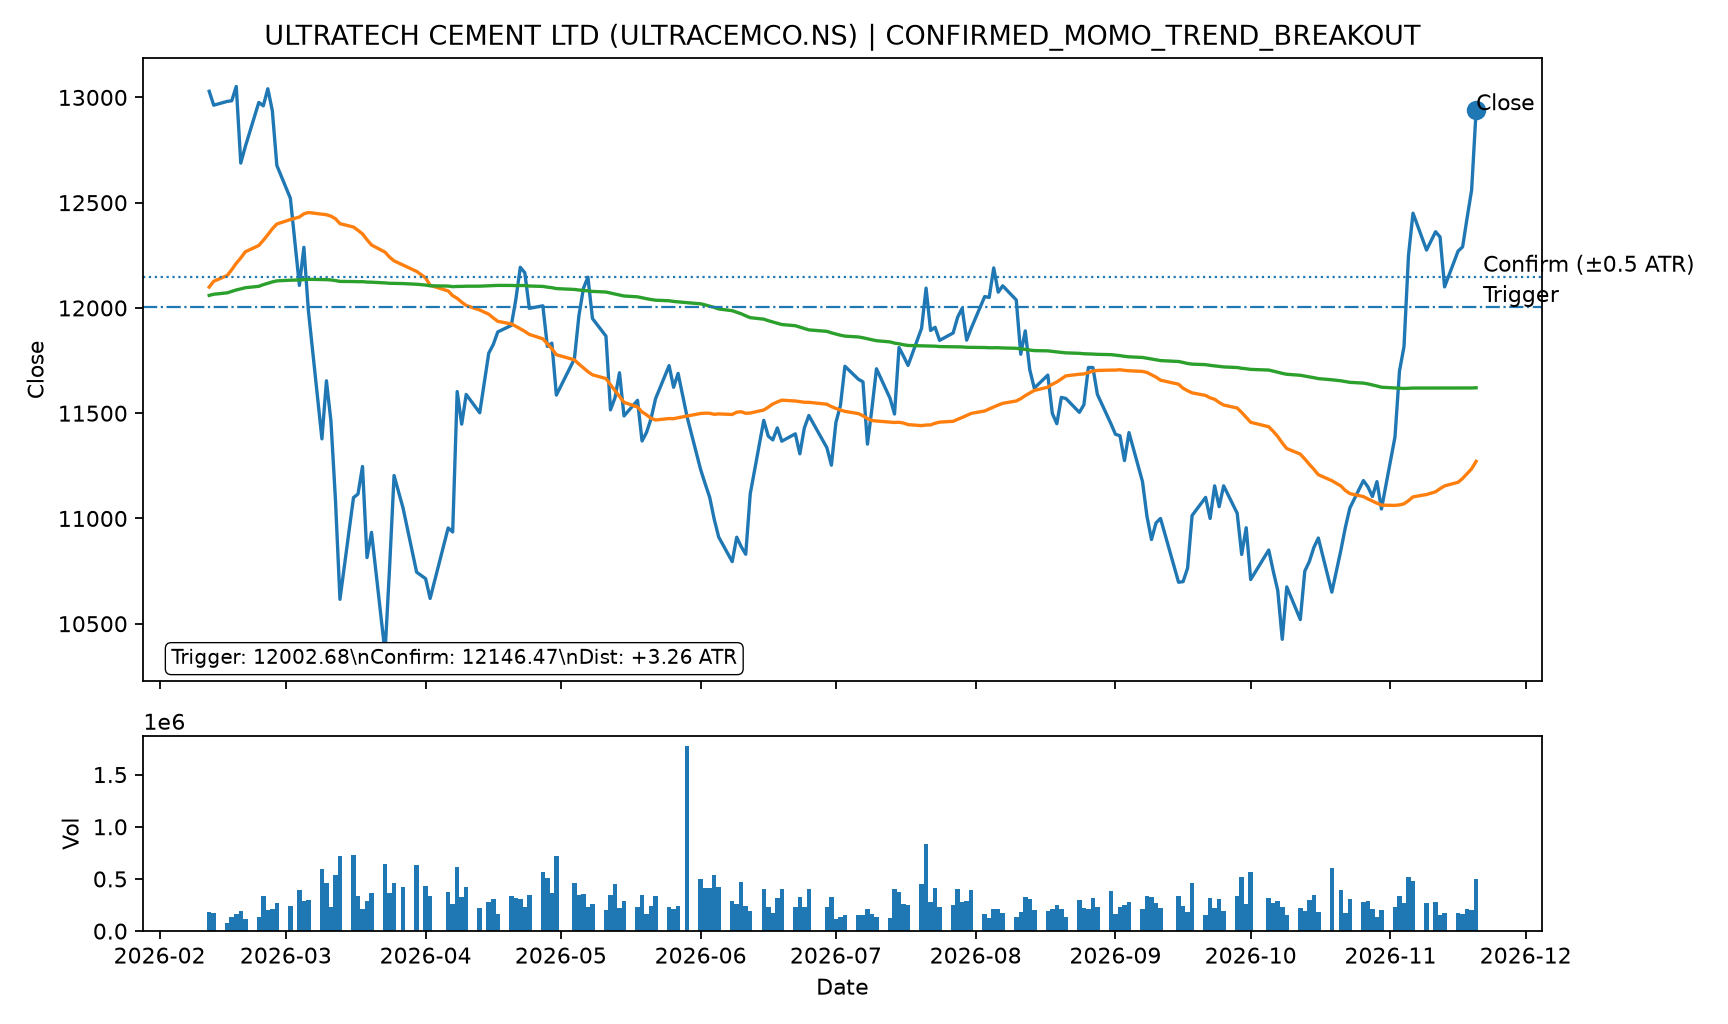 ULTRATECH CEMENT LTD (ULTRACEMCO.NS) | CONFIRMED_MOMO_TREND_BREAKOUT
Close
13000
12500
12000
11500
11000
10500
Close
Confirm (±0.5 ATR)
Trigger
Trigger: 12002.68\nConfirm: 12146.47\nDist: +3.26 ATR
1e6
Vol
1.5
1.0
0.5
0.0
2026-02 2026-03 2026-04 2026-05 2026-06 2026-07 2026-08 2026-09 2026-10 2026-11 2026-12
Date